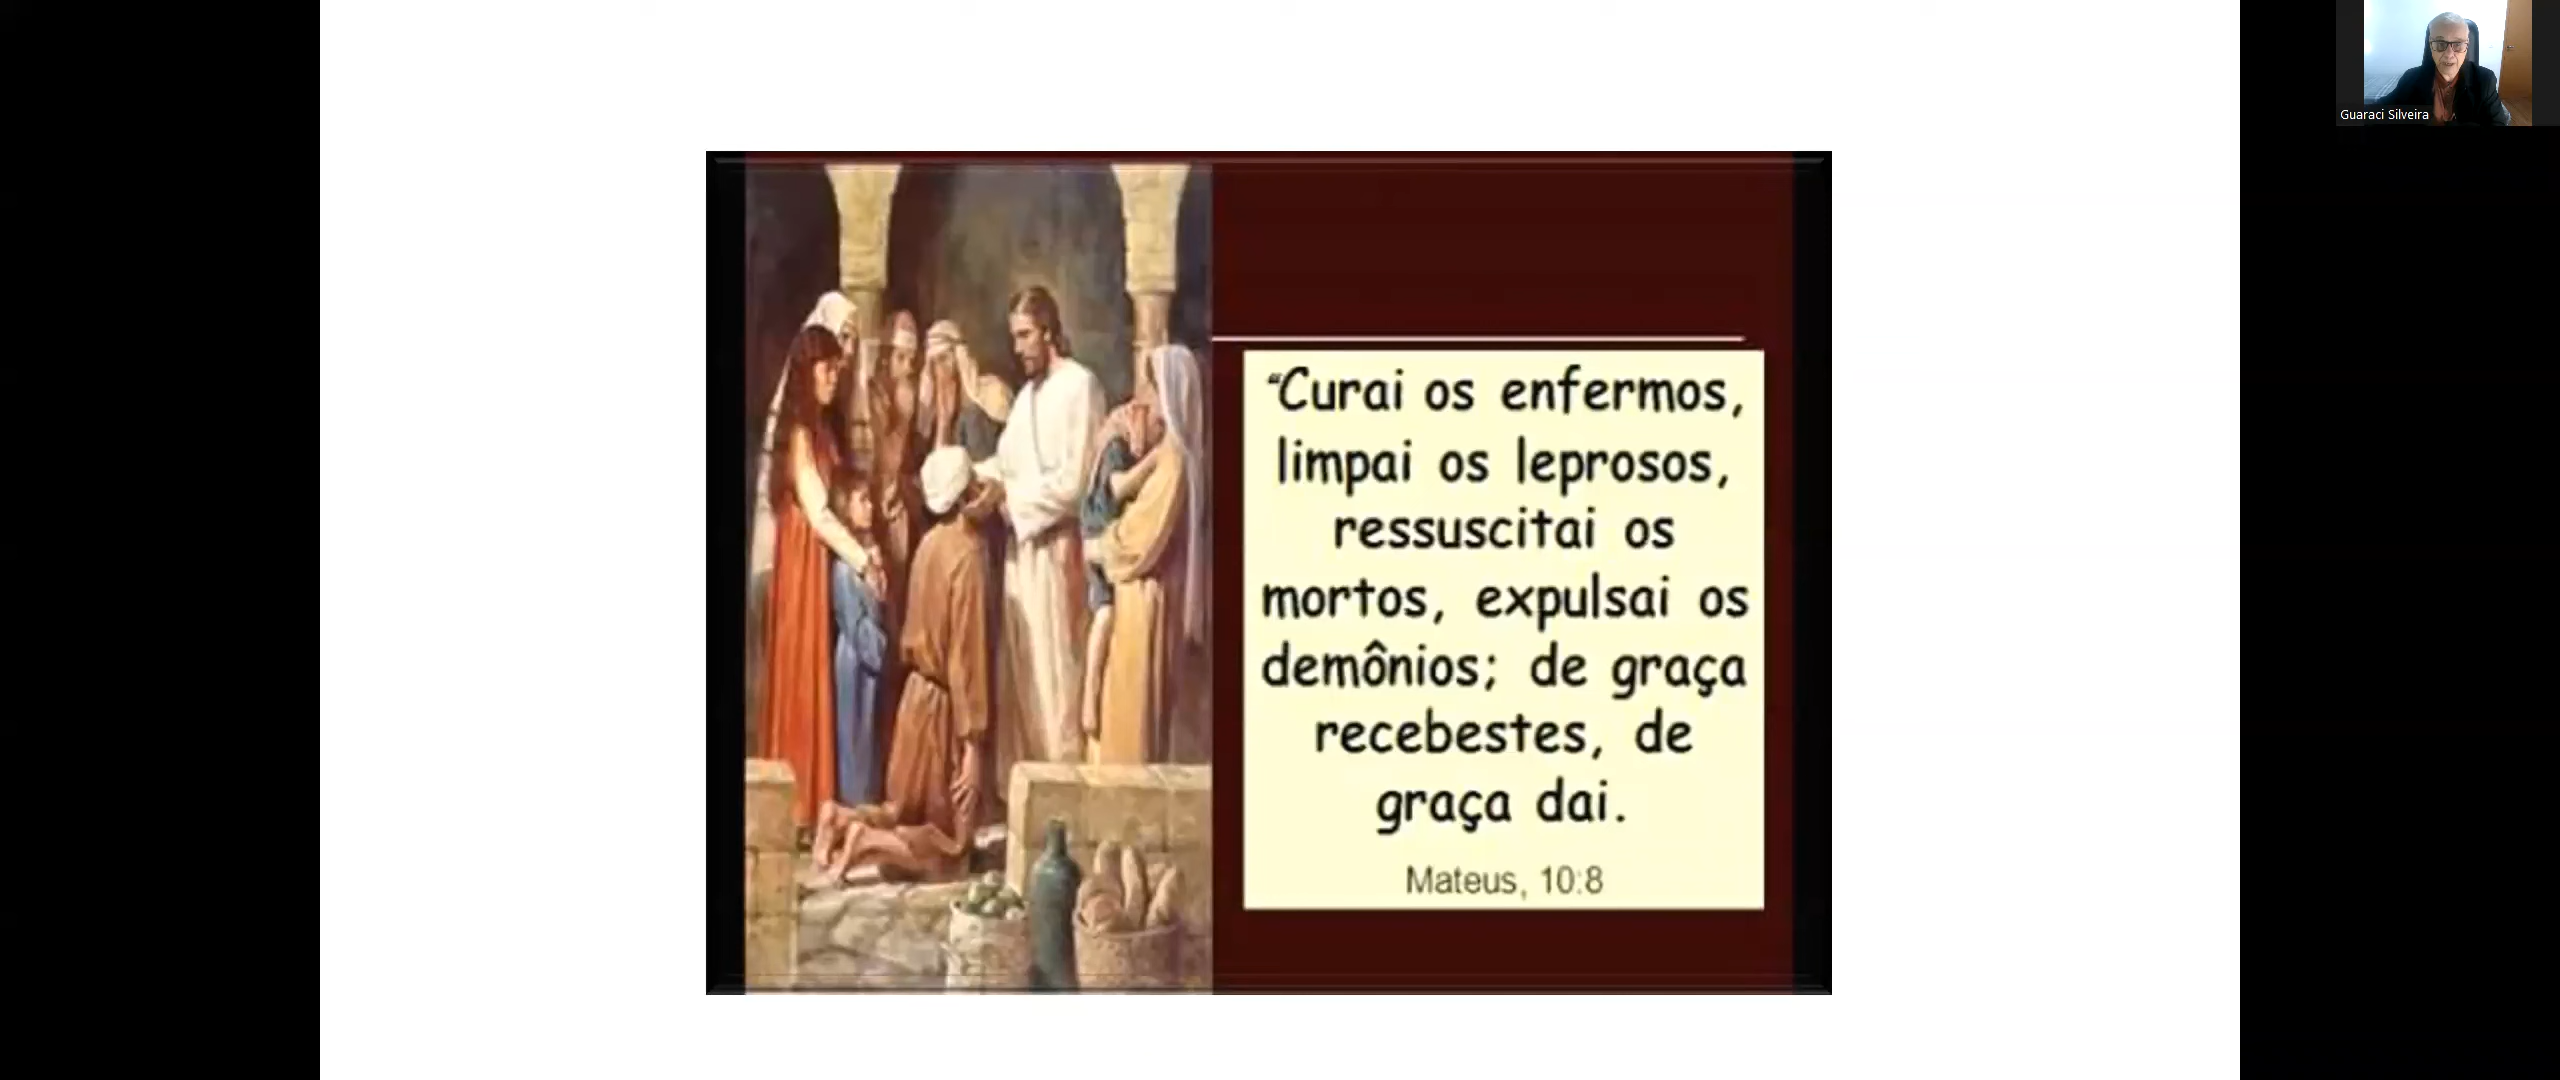 Guaraci Silveira
“Curai os enfermos,
limpai os leprosos,
ressuscitai os
mortos, expulsai os
demônios; de graça
recebestes, de
graça dai.
Mateus, 10:8